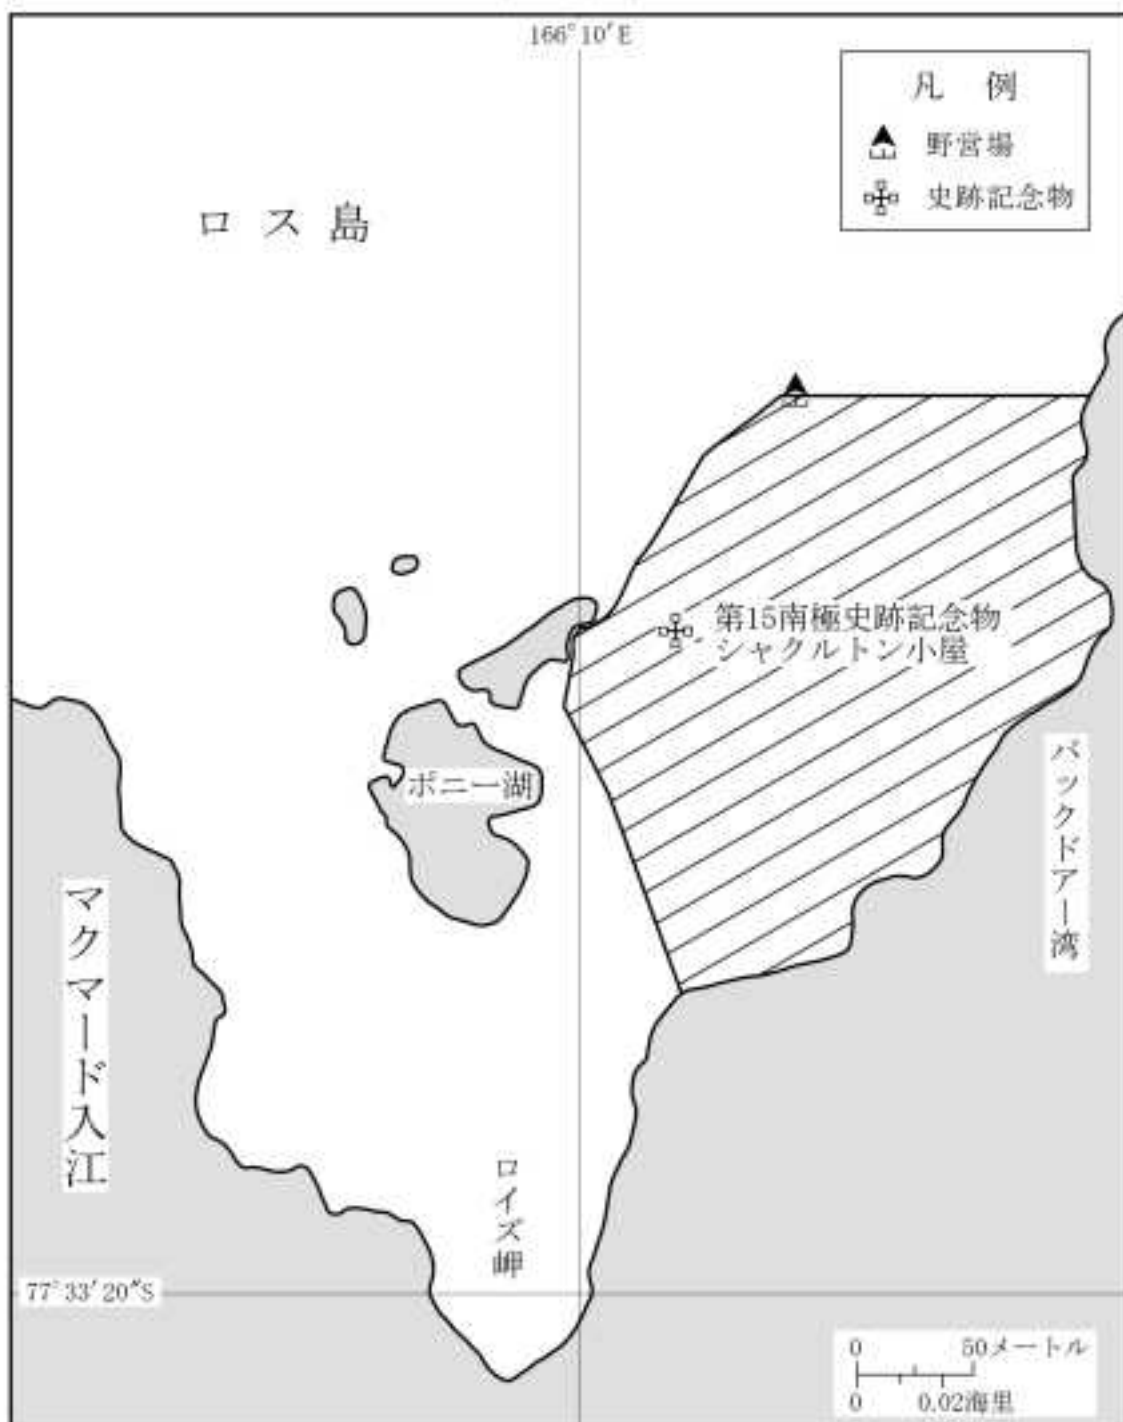 166°10′E
凡 例
野営場
史跡記念物
ロス島
第15南極史跡記念物
シャクルトン小屋
ポニー湖
バックドアー湾
マクマード入江
ロイズ岬
77°33′20″S
0 50メートル
0 0.02海里